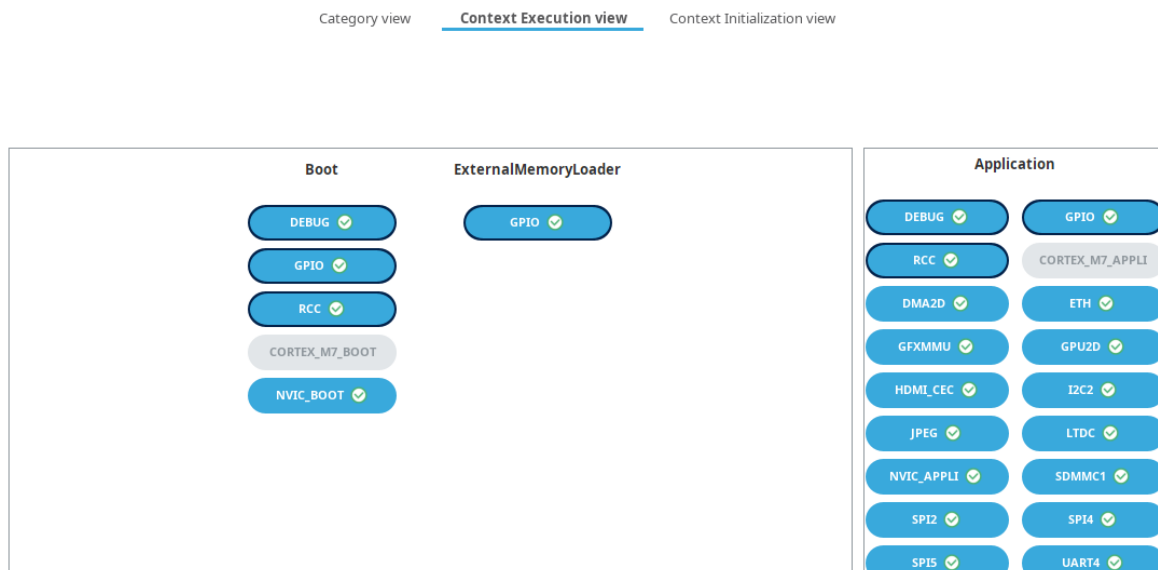 Category view
Context Execution view
Context Initialization view
Boot
ExternalMemoryLoader
DEBUG
GPIO
RCC
CORTEX_M7_BOOT
NVIC_BOOT
GPIO
Application
DEBUG
GPIO
RCC
CORTEX_M7_APPLI
DMA2D
ETH
GFXMMU
GPU2D
HDMI_CEC
I2C2
JPEG
LTDC
NVIC_APPLI
SDMMC1
SPI2
SPI4
SPI5
UART4